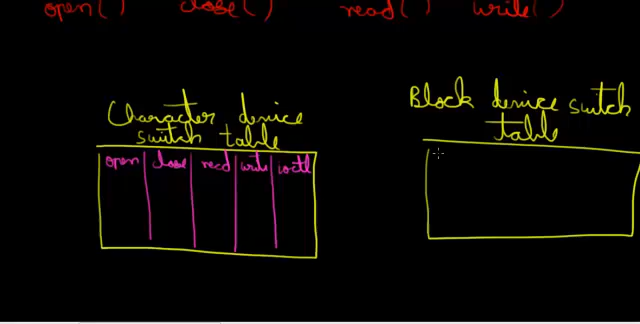 open() close() read() write()
Character device
switch table
Block device switch
table
open close read write ioctl